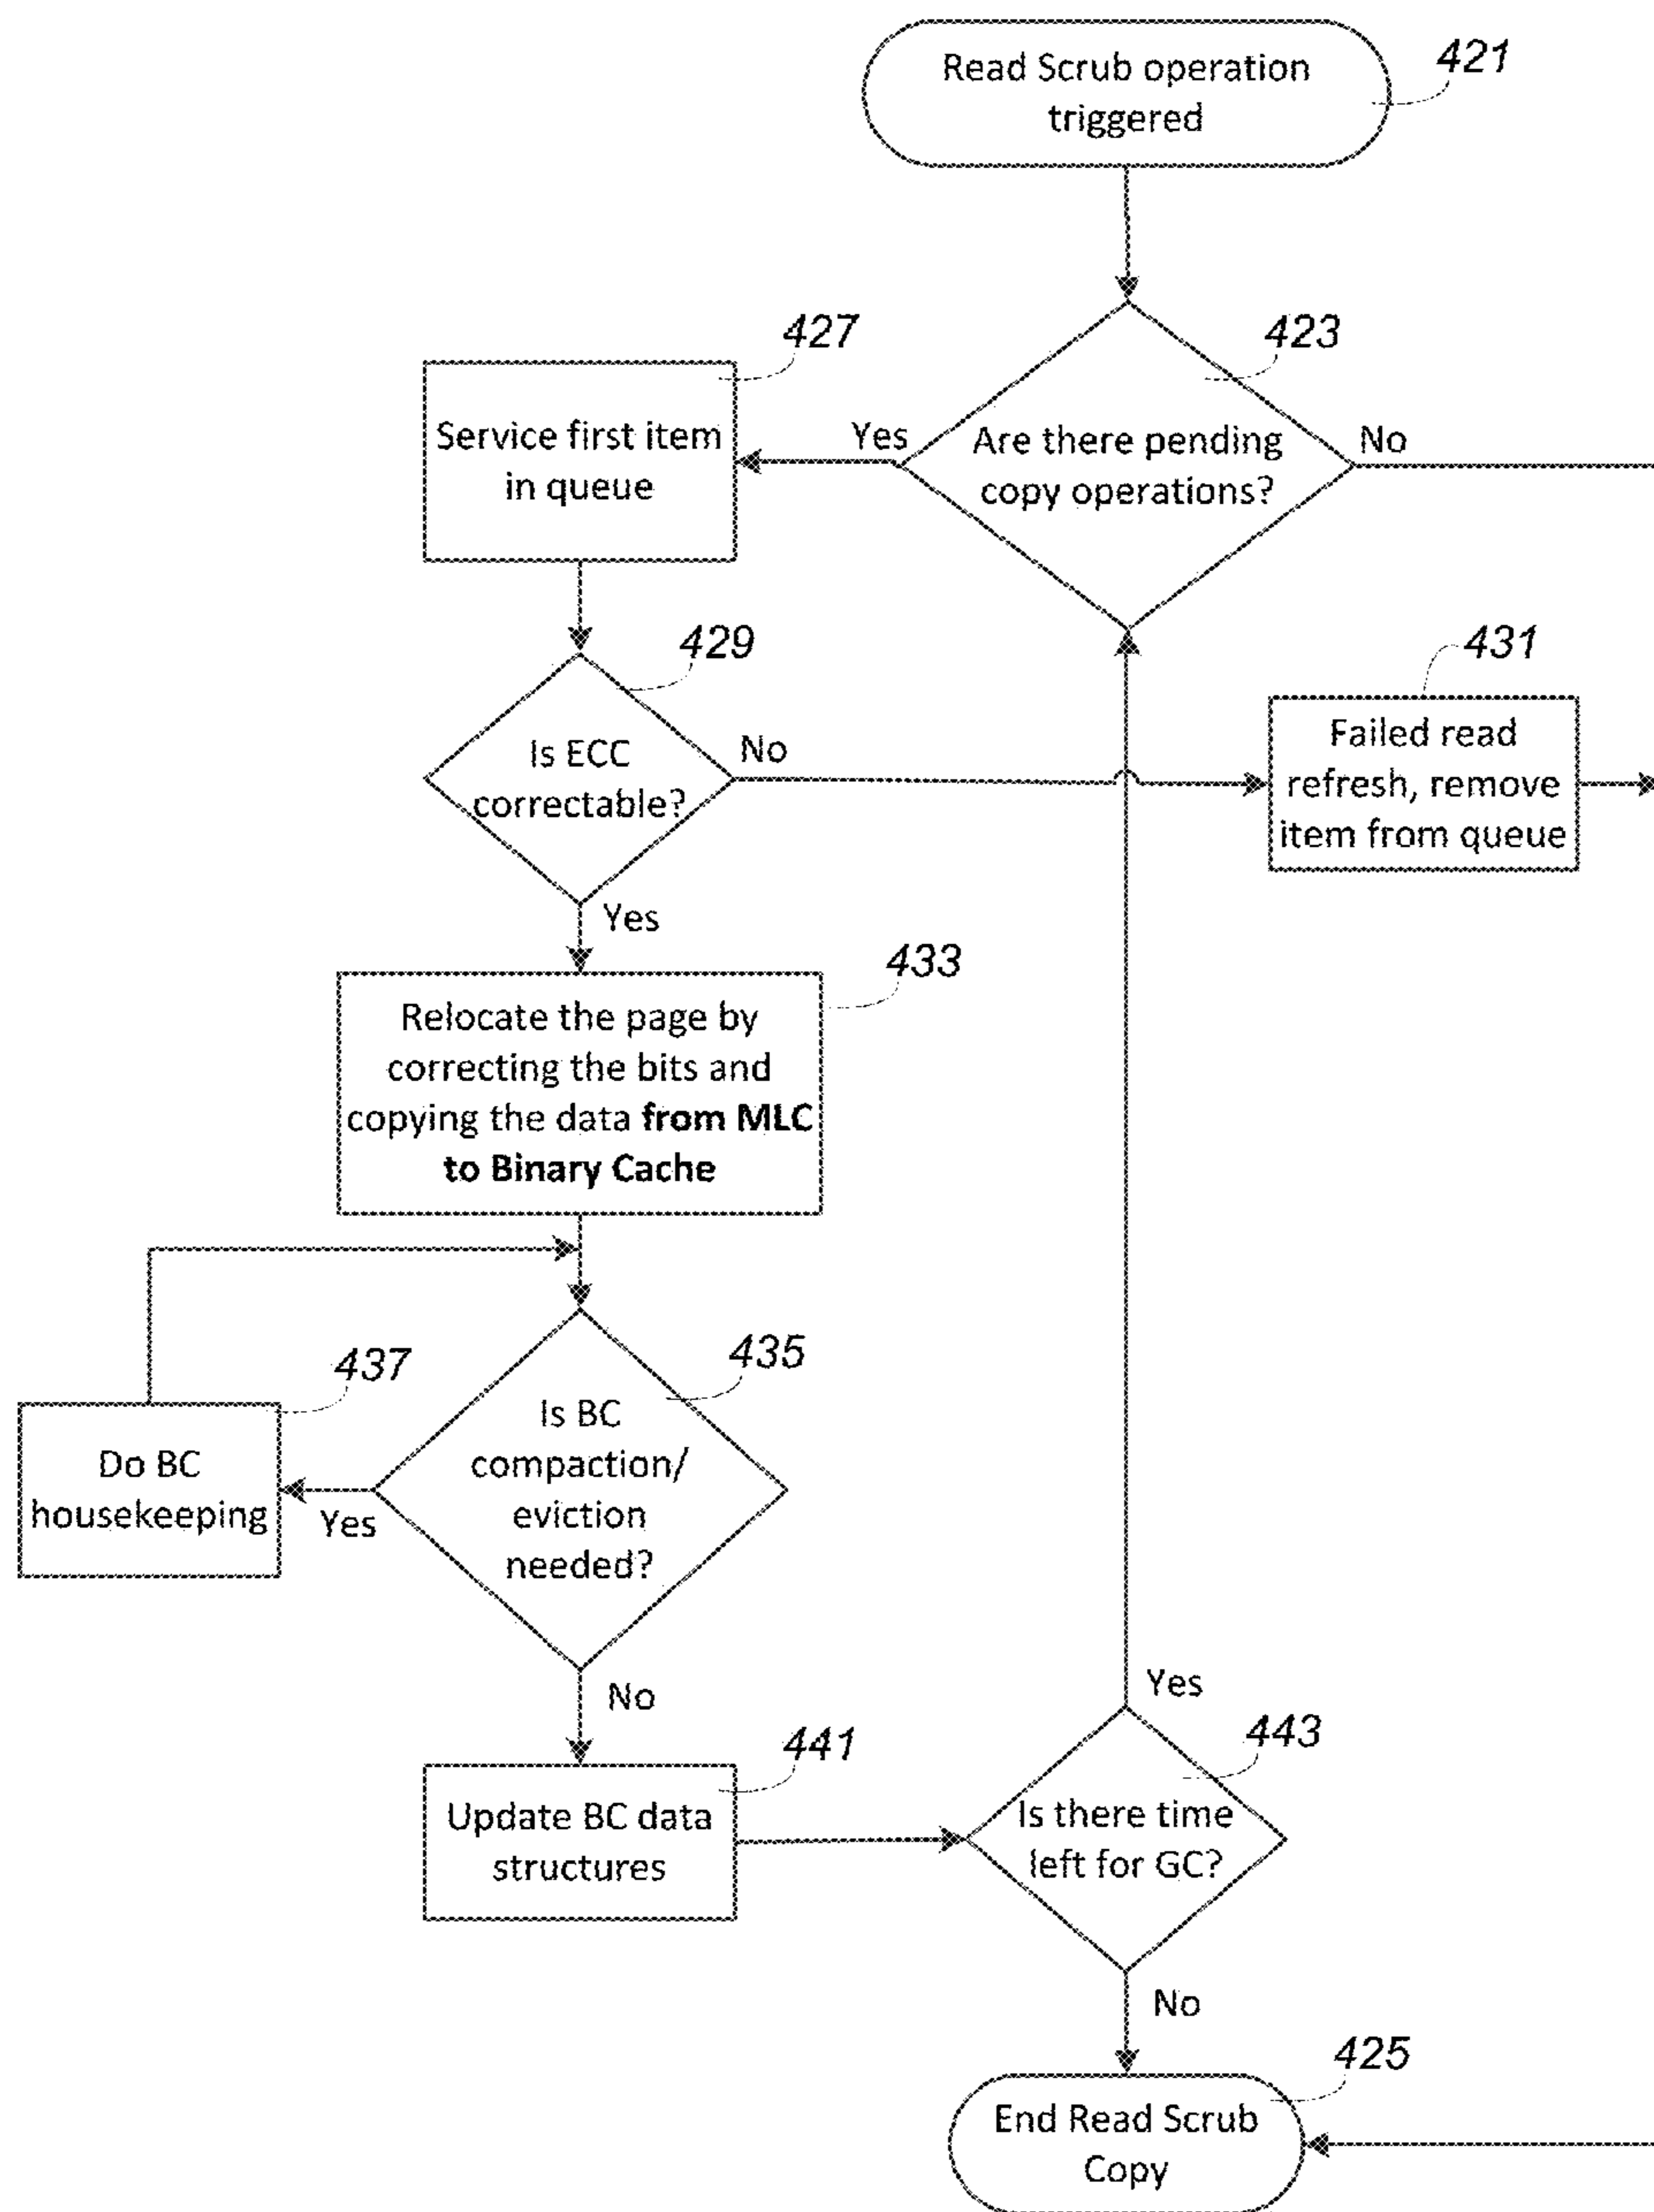 Read Scrub operation
triggered
421
423
Are there pending
copy operations?
Yes
No
427
Service first item
in queue
429
Is ECC
correctable?
No
Yes
431
Failed read
refresh, remove
item from queue
433
Relocate the page by
correcting the bits and
copying the data from MLC
to Binary Cache
435
Is BC
compaction/
eviction
needed?
Yes
No
437
Do BC
housekeeping
441
Update BC data
structures
443
Is there time
left for GC?
Yes
No
425
End Read Scrub
Copy